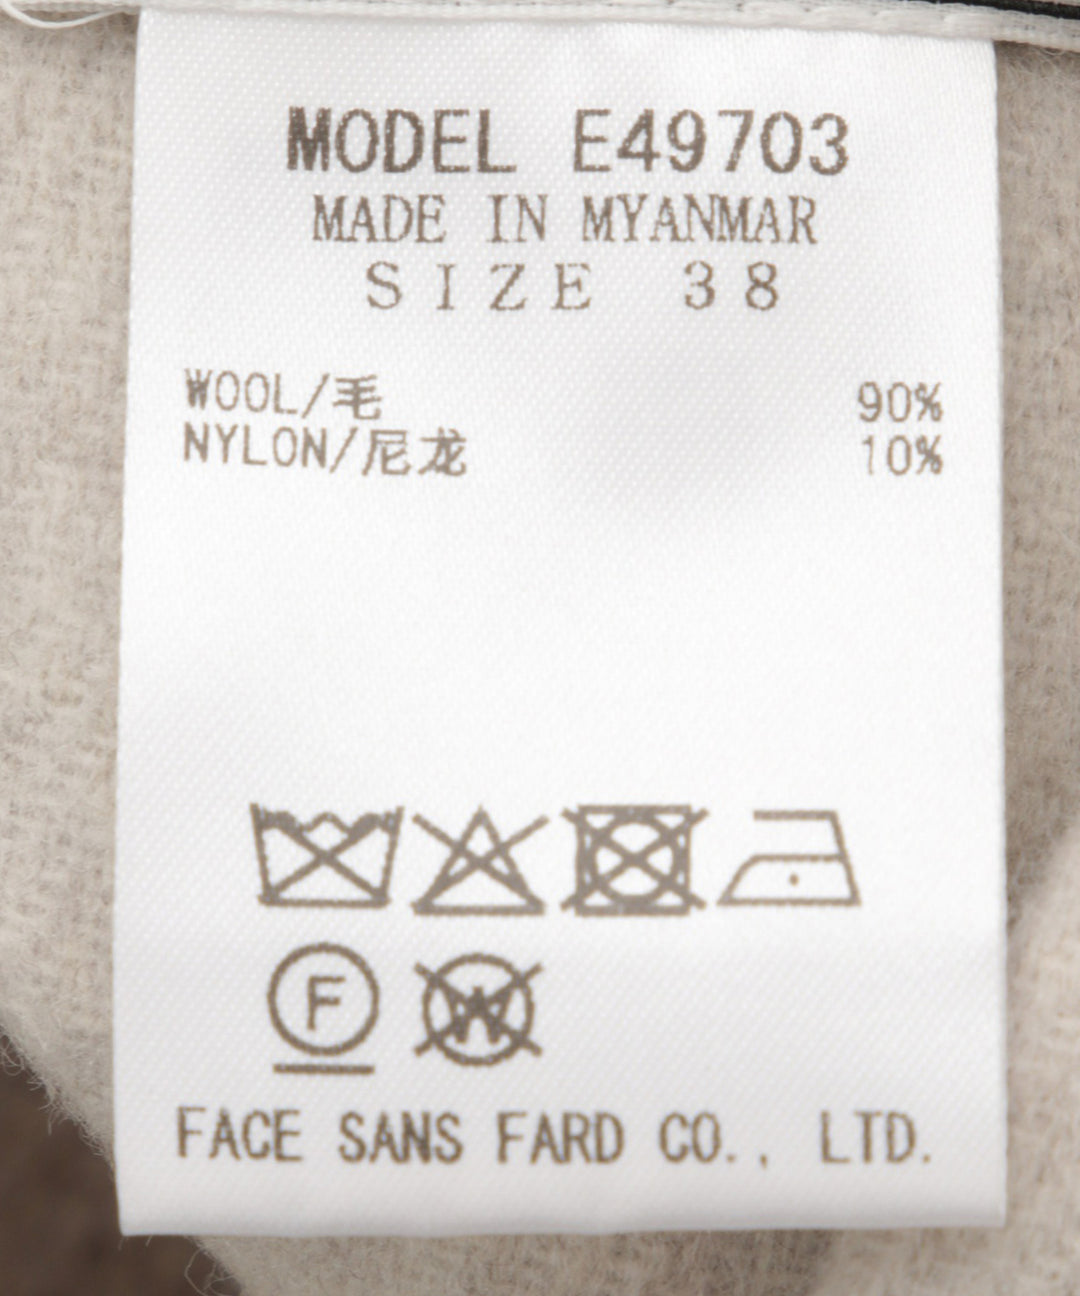 MODEL E49703
MADE IN MYANMAR
SIZE 38
WOOL/毛 90%
NYLON/尼龙 10%
F W
FACE SANS FARD CO., LTD.